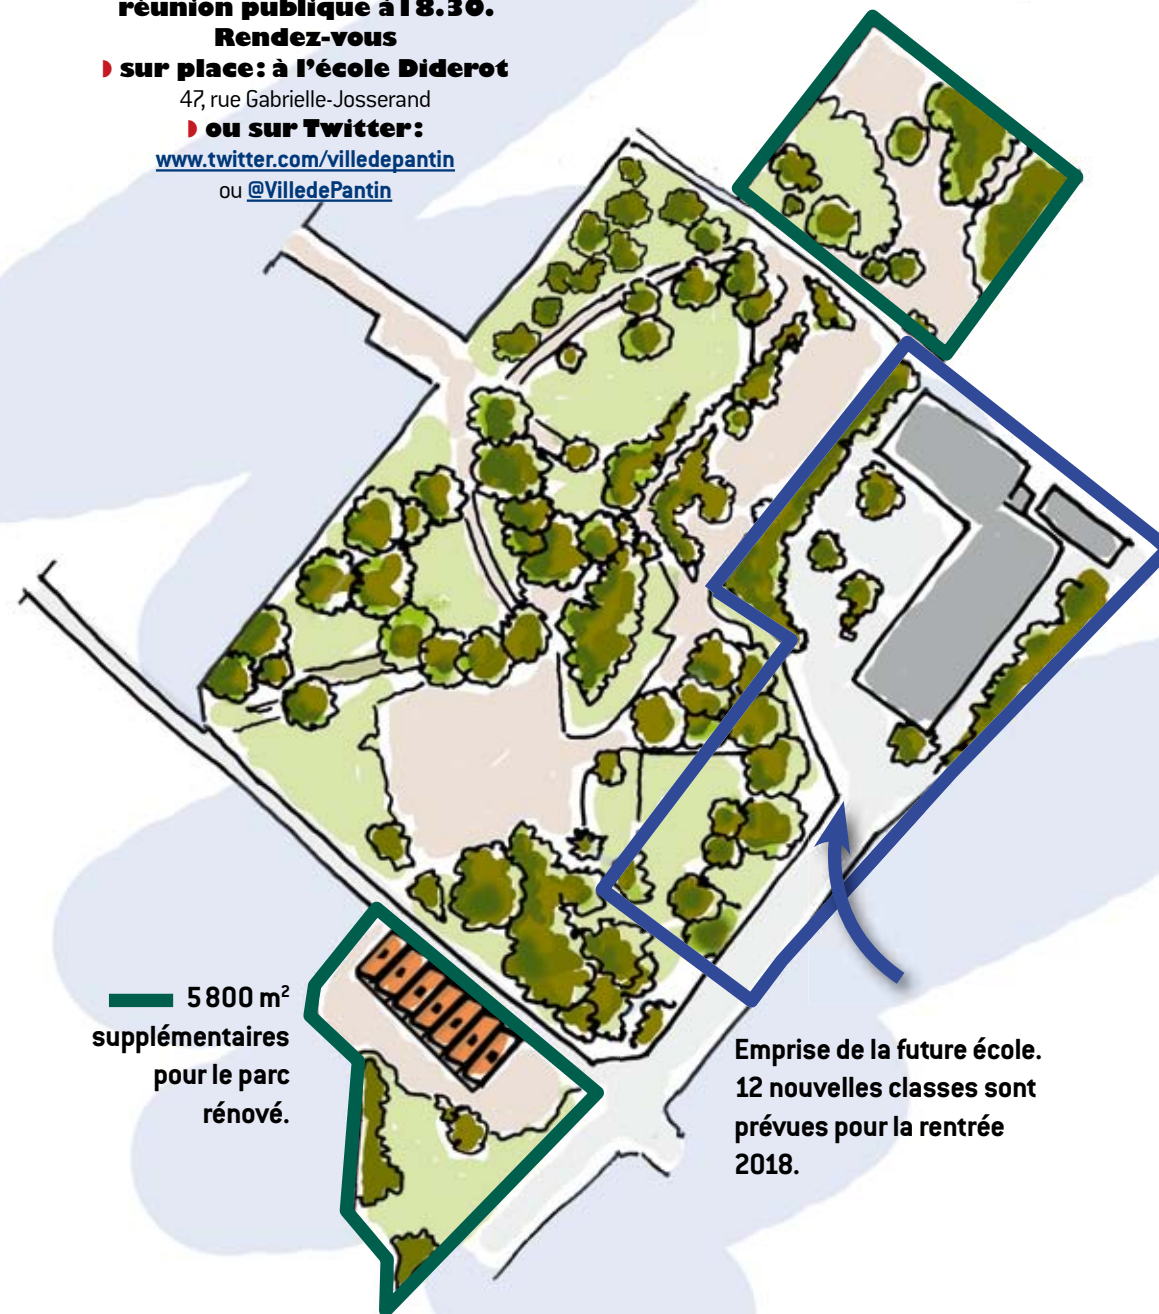 réunion publique à 18.30.
Rendez-vous
◗ sur place: à l'école Diderot
47, rue Gabrielle-Josserand
◗ ou sur Twitter:
www.twitter.com/villedepantin
ou @VilledePantin
5800 m²
supplémentaires
pour le parc
rénové.
Emprise de la future école.
12 nouvelles classes sont
prévues pour la rentrée
2018.